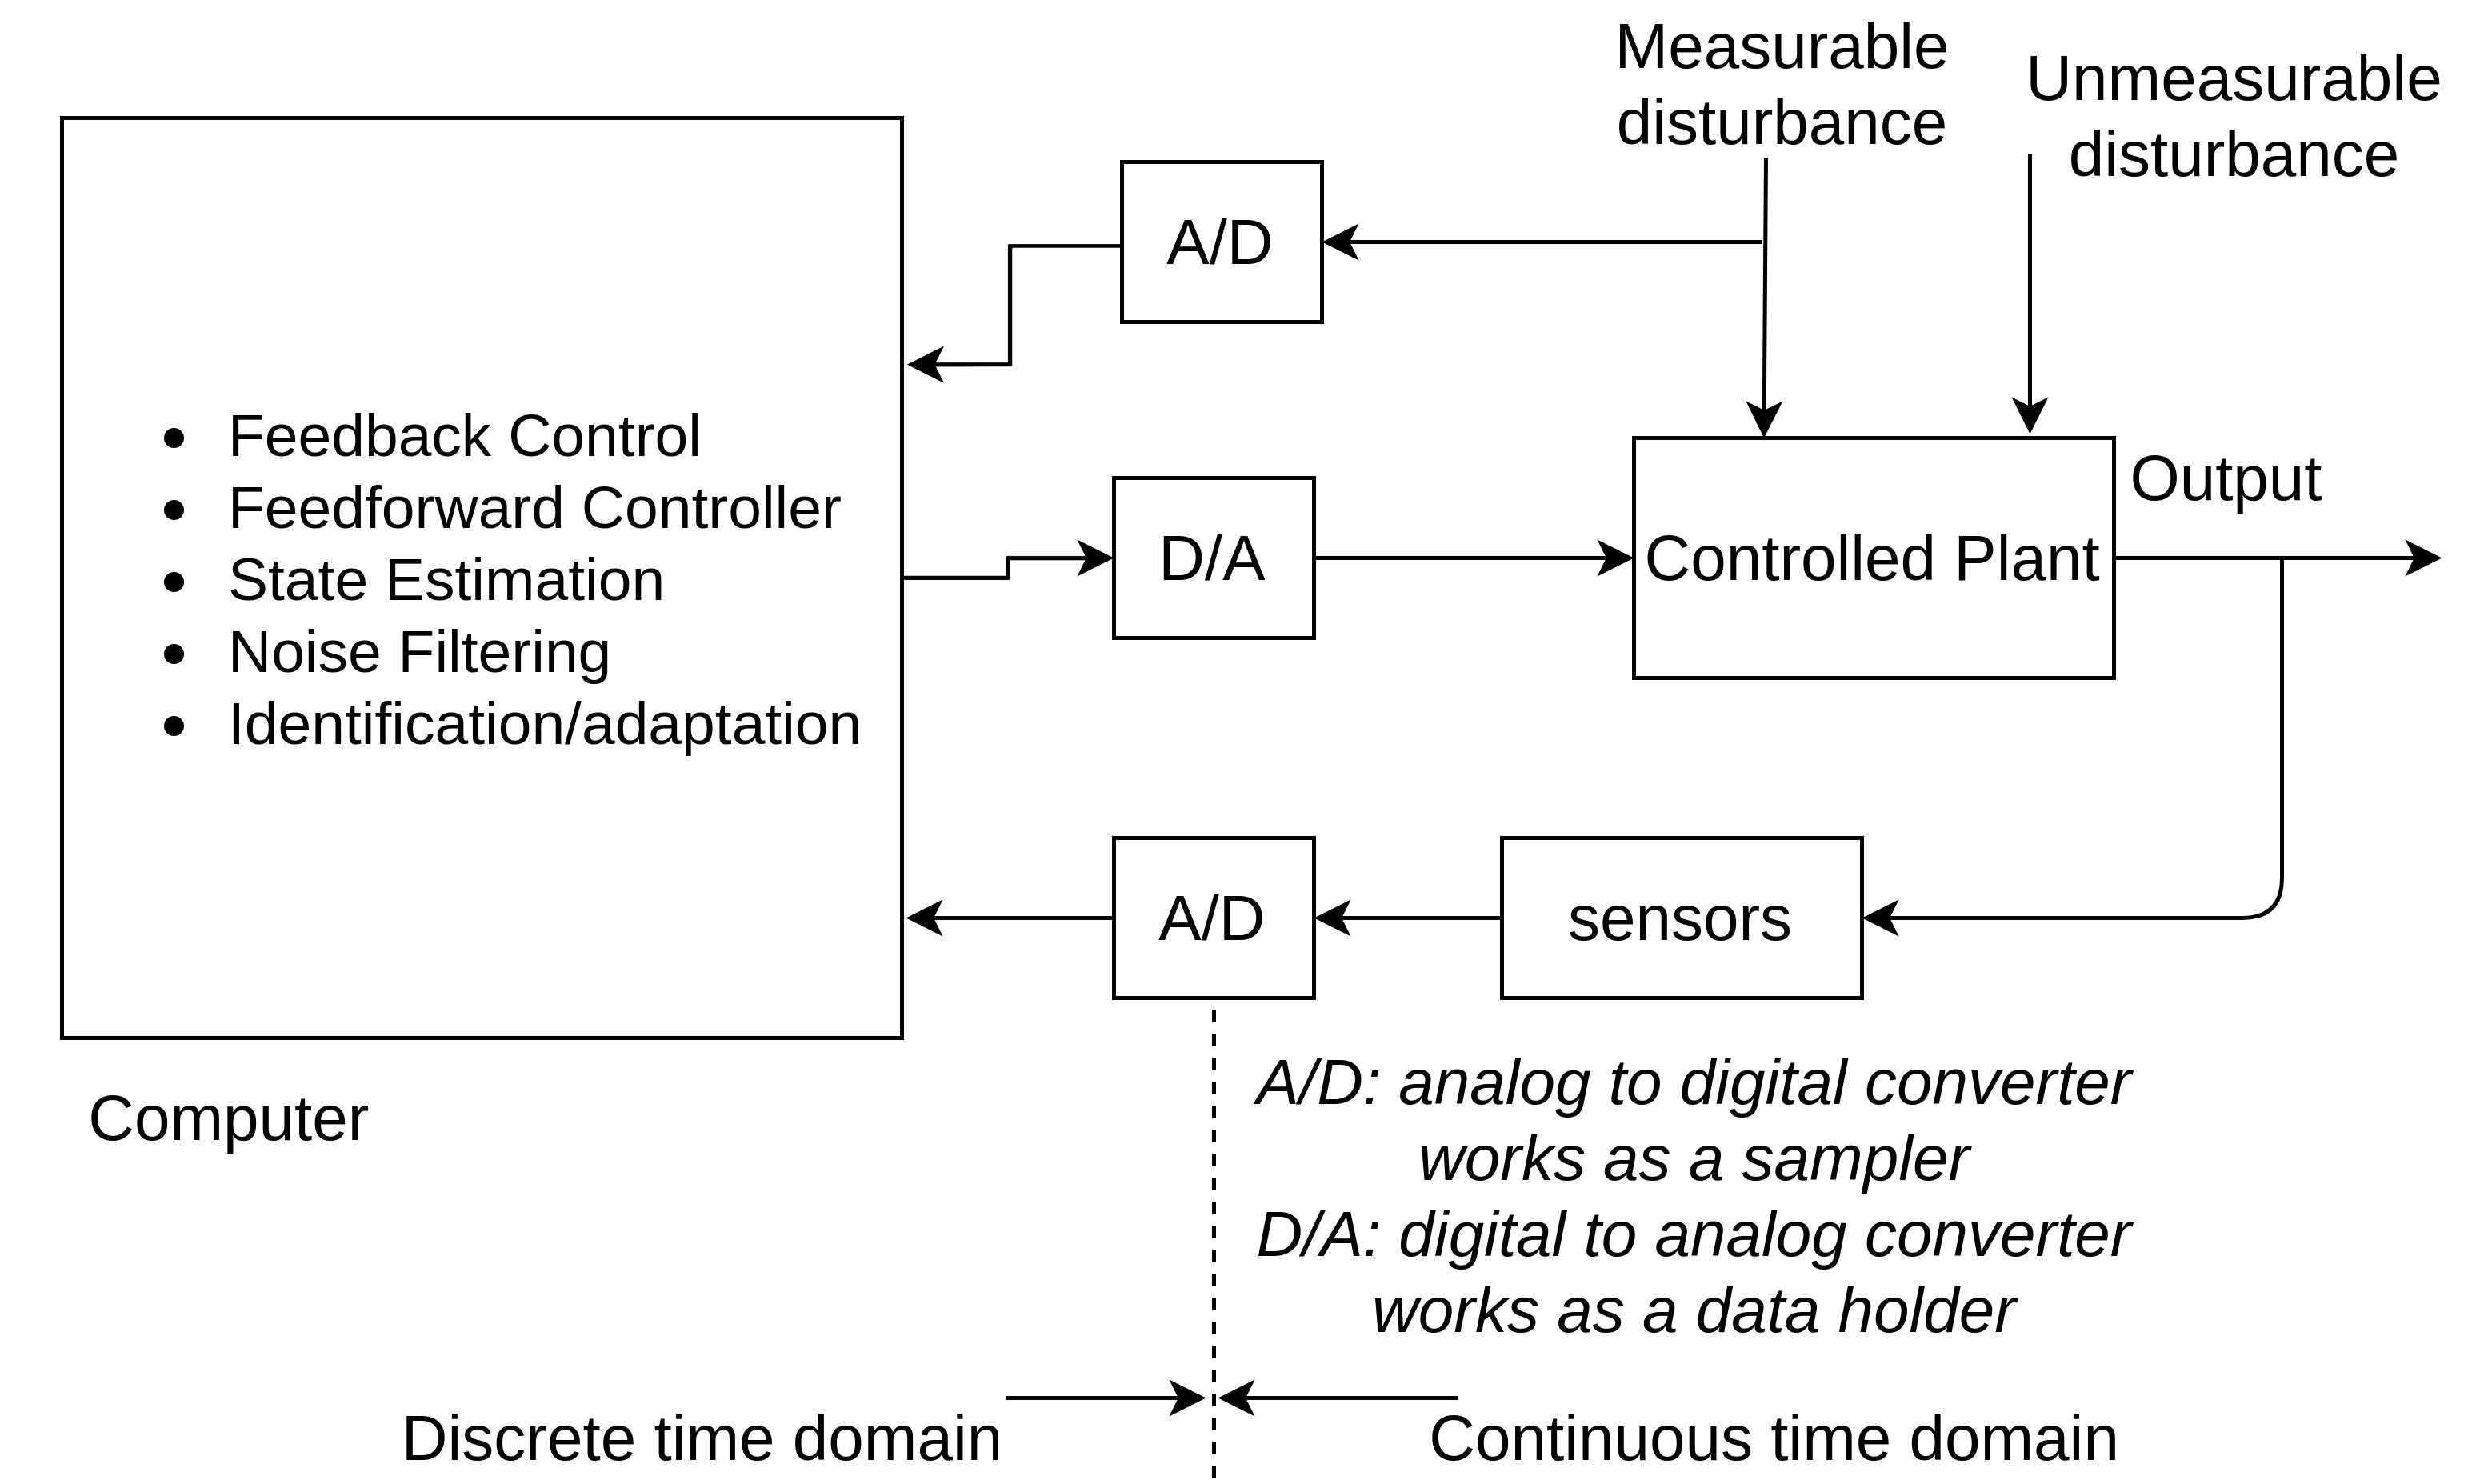 Measurable
disturbance
Unmeasurable
disturbance
A/D
Feedback Control
Feedforward Controller
State Estimation
Noise Filtering
Identification/adaptation
D/A
Controlled Plant
Output
A/D
sensors
Computer
A/D: analog to digital converter
works as a sampler
D/A: digital to analog converter
works as a data holder
Discrete time domain
Continuous time domain